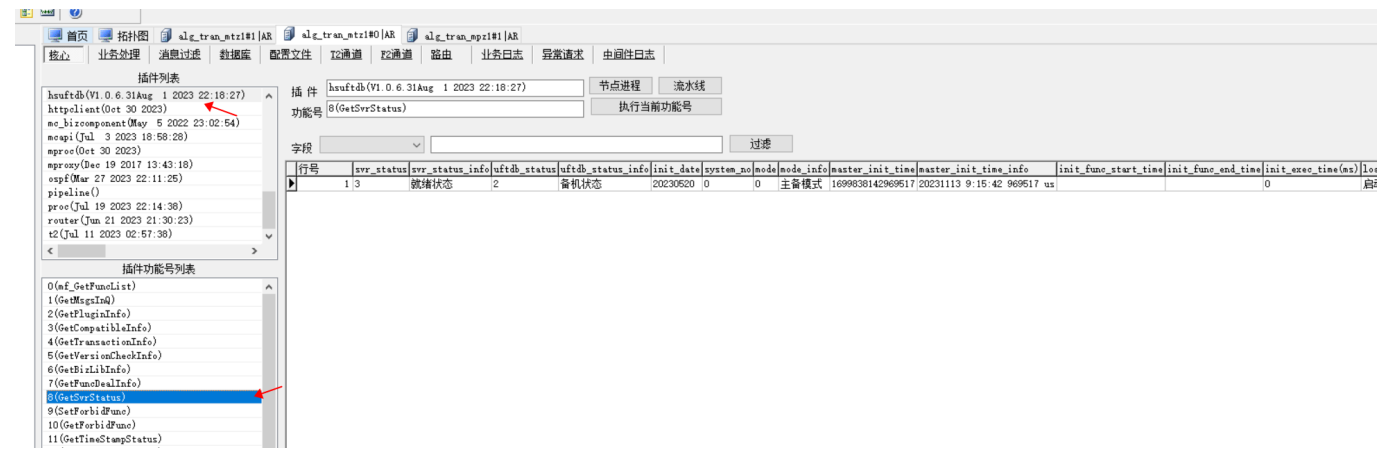 首页 拓扑图 alg_tran_mtz1#1|AR alg_tran_mtz1#0|AR alg_tran_mpz1#1|AR
核心 业务处理 消息过滤 数据库 配置文件 T2通道 F2通道 路由 业务日志 异常请求 中间件日志
插件列表
hsuftdb(V1.0.6.31Aug 1 2023 22:18:27)
httpclient(Oct 30 2023)
mc_bizcomponent(May 5 2022 23:02:54)
mcapi(Jul 3 2023 18:58:28)
mproc(Oct 30 2023)
mproxy(Dec 19 2017 13:43:18)
ospf(Mar 27 2023 22:11:25)
pipeline()
proc(Jul 19 2023 22:14:38)
router(Jun 21 2023 21:30:23)
t2(Jul 11 2023 02:57:38)
插件功能号列表
0(mf_GetFuncList)
1(GetMsgsInQ)
2(GetPluginInfo)
3(GetCompatibleInfo)
4(GetTransactionInfo)
5(GetVersionCheckInfo)
6(GetBizLibInfo)
7(GetFuncDealInfo)
8(GetSvrStatus)
9(SetForbidFunc)
10(GetForbidFunc)
11(GetTimeStampStatus)
插 件 hsuftdb(V1.0.6.31Aug 1 2023 22:18:27) 节点进程 流水线
功能号 8(GetSvrStatus) 执行当前功能号
字段 过滤
行号 svr_status svr_status_info uftdb_status uftdb_status_info init_date system_no mode mode_info master_init_time master_init_time_info init_func_start_time init_func_end_time init_exec_time(ms)
1 3 就绪状态 2 备机状态 20230520 0 0 主备模式 1699838142969517 20231113 9:15:42 969517 us 0